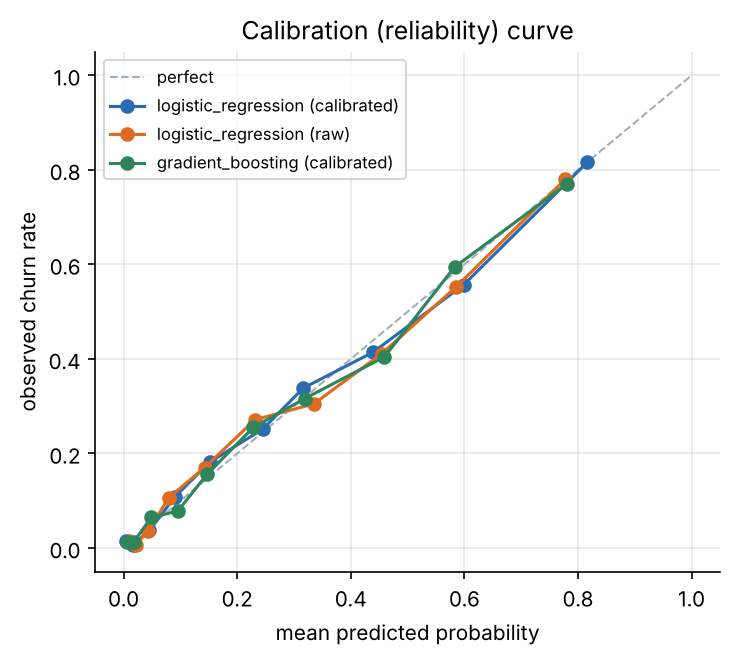 Calibration (reliability) curve
perfect
logistic_regression (calibrated)
logistic_regression (raw)
gradient_boosting (calibrated)
observed churn rate
1.0
0.8
0.6
0.4
0.2
0.0
0.0 0.2 0.4 0.6 0.8 1.0
mean predicted probability